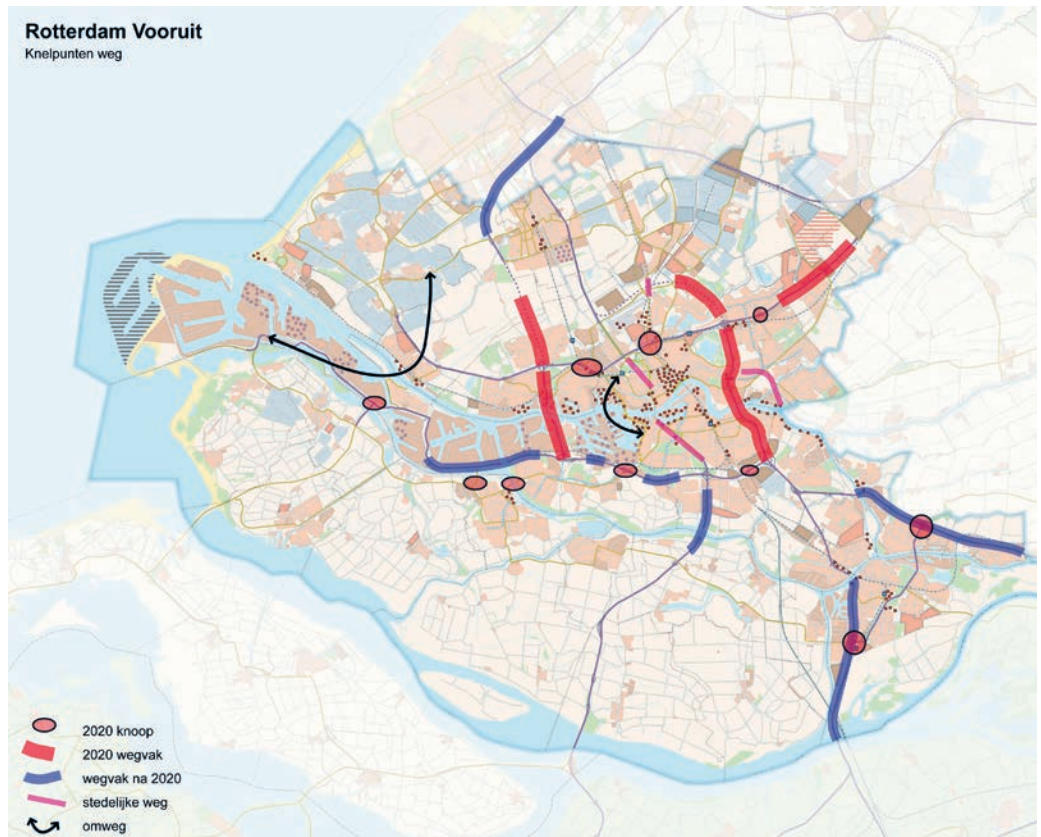 Rotterdam Vooruit
Knelpunten weg
2020 knoop
2020 wegvak
wegvak na 2020
stedelijke weg
omweg